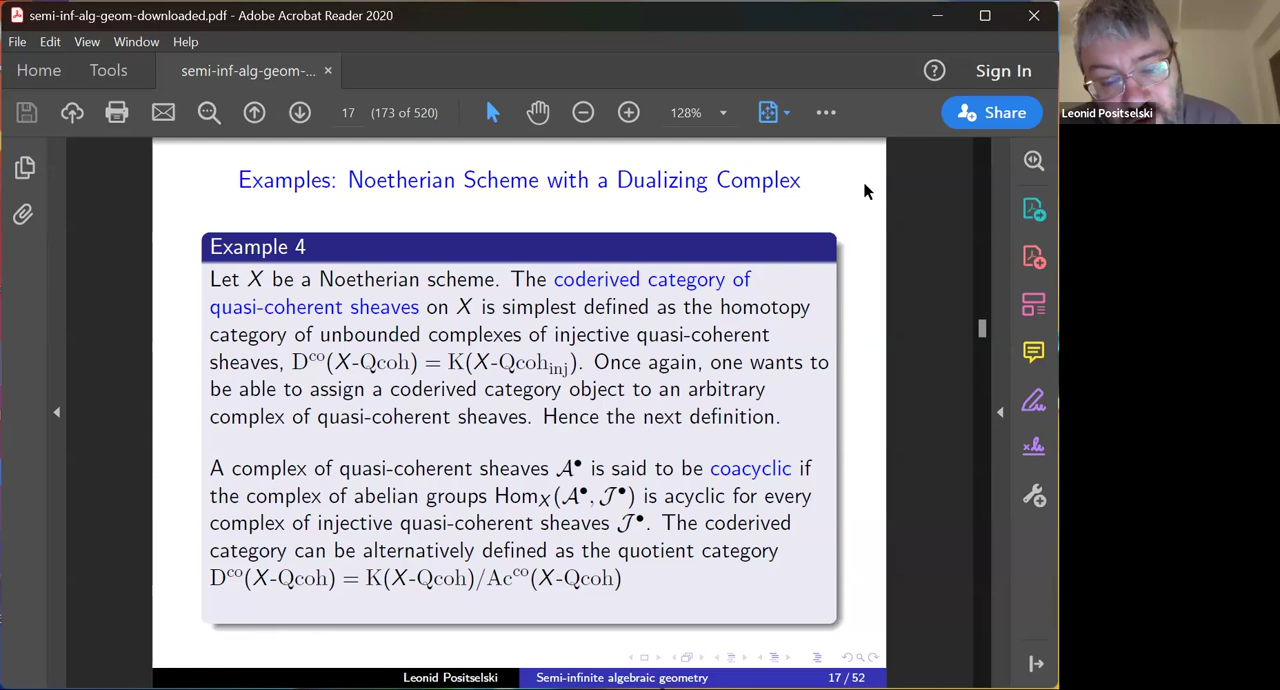 semi-inf-alg-geom-downloaded.pdf - Adobe Acrobat Reader 2020
File Edit View Window Help
Home Tools semi-inf-alg-geom-... × Sign In
17 (173 of 520) 128% Share
Leonid Positselski
Examples: Noetherian Scheme with a Dualizing Complex
Example 4
Let X be a Noetherian scheme. The coderived category of
quasi-coherent sheaves on X is simplest defined as the homotopy
category of unbounded complexes of injective quasi-coherent
sheaves, D^co(X-Qcoh) = K(X-Qcoh_inj). Once again, one wants to
be able to assign a coderived category object to an arbitrary
complex of quasi-coherent sheaves. Hence the next definition.
A complex of quasi-coherent sheaves 𝒜• is said to be coacyclic if
the complex of abelian groups Hom_X(𝒜•, 𝒥•) is acyclic for every
complex of injective quasi-coherent sheaves 𝒥•. The coderived
category can be alternatively defined as the quotient category
D^co(X-Qcoh) = K(X-Qcoh)/Ac^co(X-Qcoh)
Leonid Positselski Semi-infinite algebraic geometry 17 / 52